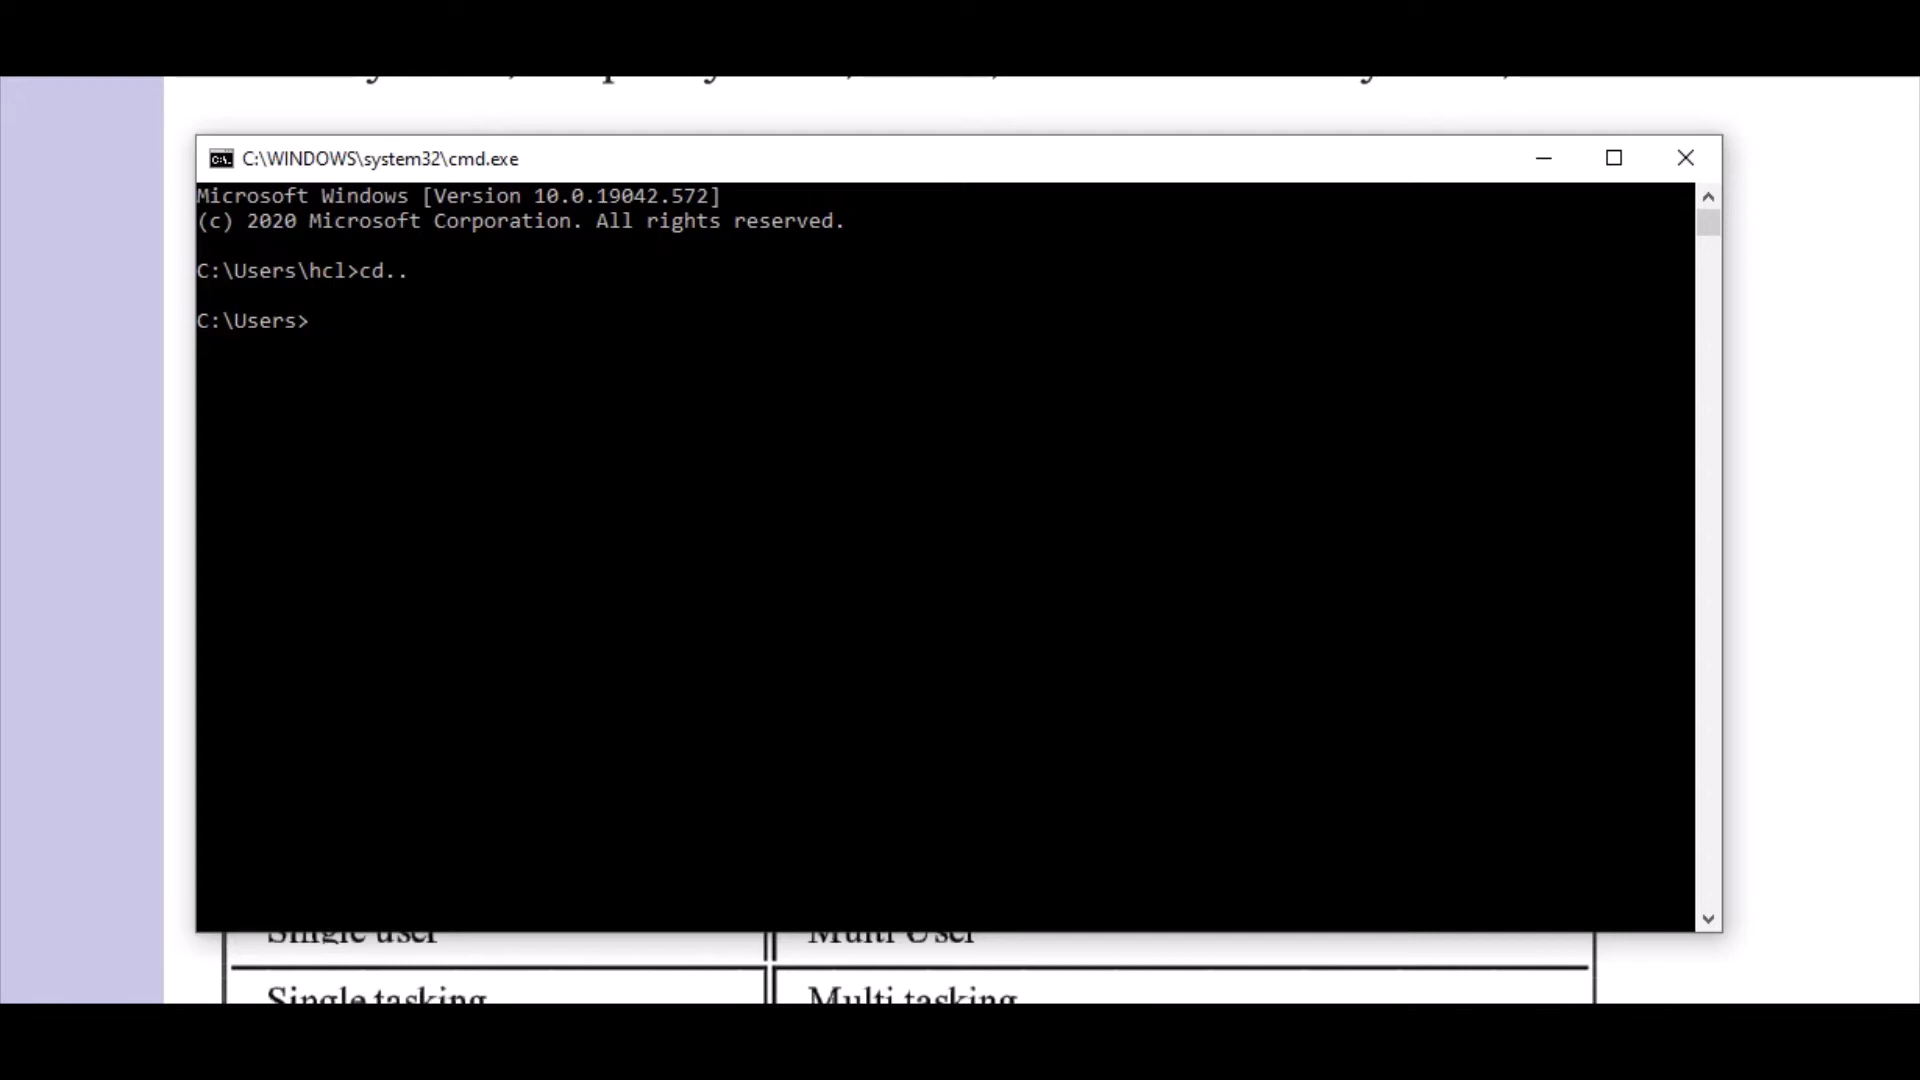 C:\WINDOWS\system32\cmd.exe
Microsoft Windows [Version 10.0.19042.572]
(c) 2020 Microsoft Corporation. All rights reserved.
C:\Users\hcl>cd..
C:\Users>
Single user
Multi User
Single tasking
Multi tasking